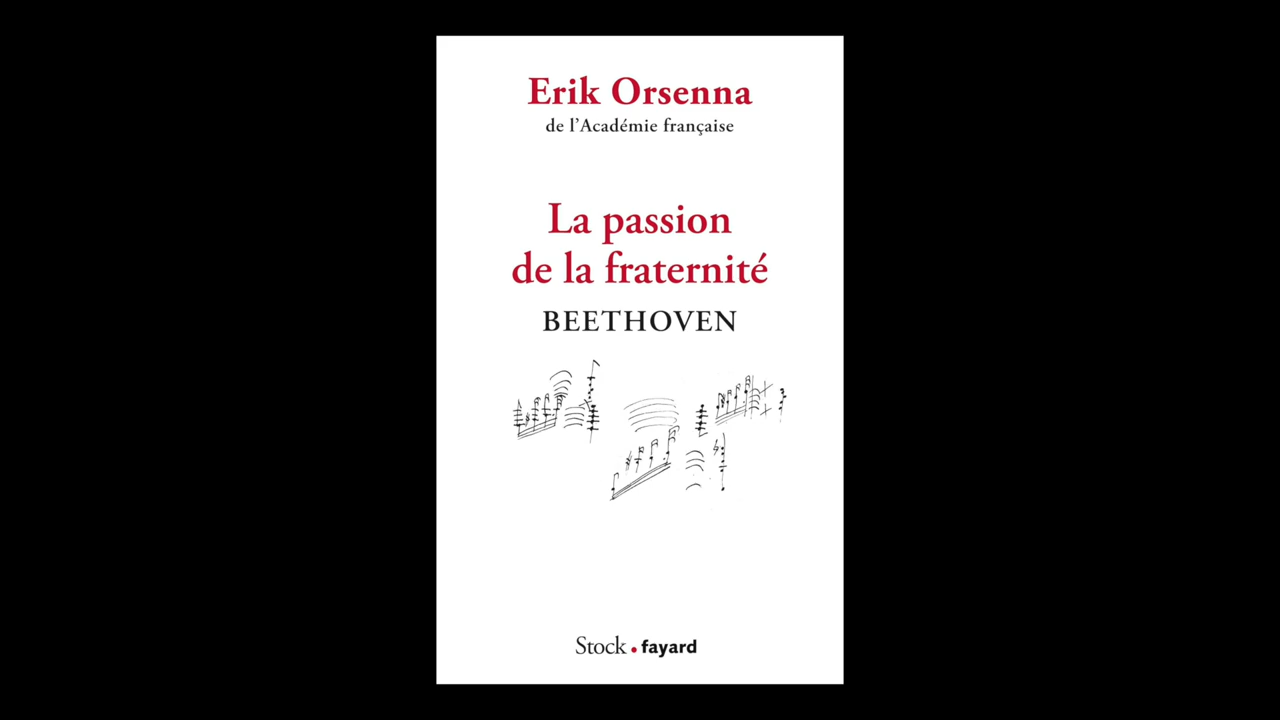 Erik Orsenna
de l'Académie française
La passion
de la fraternité
BEETHOVEN
Stock • fayard